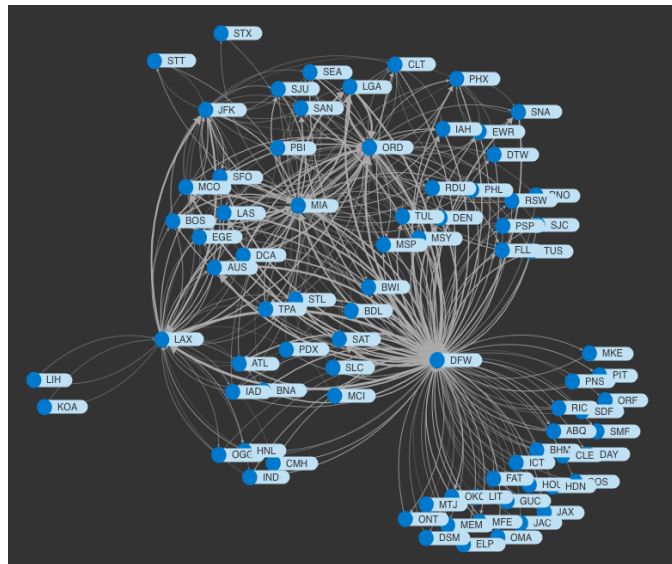 STX
STT
SEA
CLT
SJU
LGA
PHX
SAN
JFK
SNA
IAH
EWR
PBI
ORD
DTW
SFO
MCO
RDU
PHL
RSW
LAS
MIA
BOS
TUL
DEN
PSP
SJC
EGE
MSP
MSY
DCA
FLL
TUS
AUS
BWI
STL
TPA
BDL
LAX
SAT
PDX
DFW
MKE
ATL
SLC
LIH
PNS
PIT
IAD
BNA
MCI
KOA
RIC
SDF
ORF
ABQ
SMF
HNL
BHM
CLE
DAY
CMH
ICT
IND
FAT
HDN
OKC
LIT
GUC
MTJ
JAX
ONT
MEM
MFE
JAC
DSM
OMA
ELP